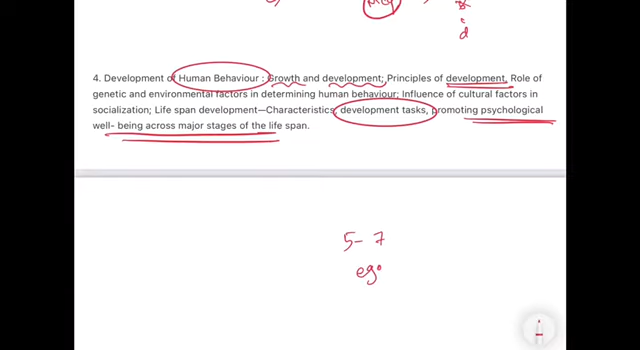 MCQ
d
4. Development of Human Behaviour : Growth and development; Principles of development, Role of
genetic and environmental factors in determining human behaviour; Influence of cultural factors in
socialization; Life span development—Characteristics, development tasks, promoting psychological
well- being across major stages of the life span.
5- 7
ego